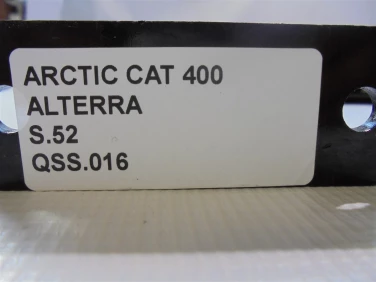 ARCTIC CAT 400
ALTERRA
S.52
QSS.016